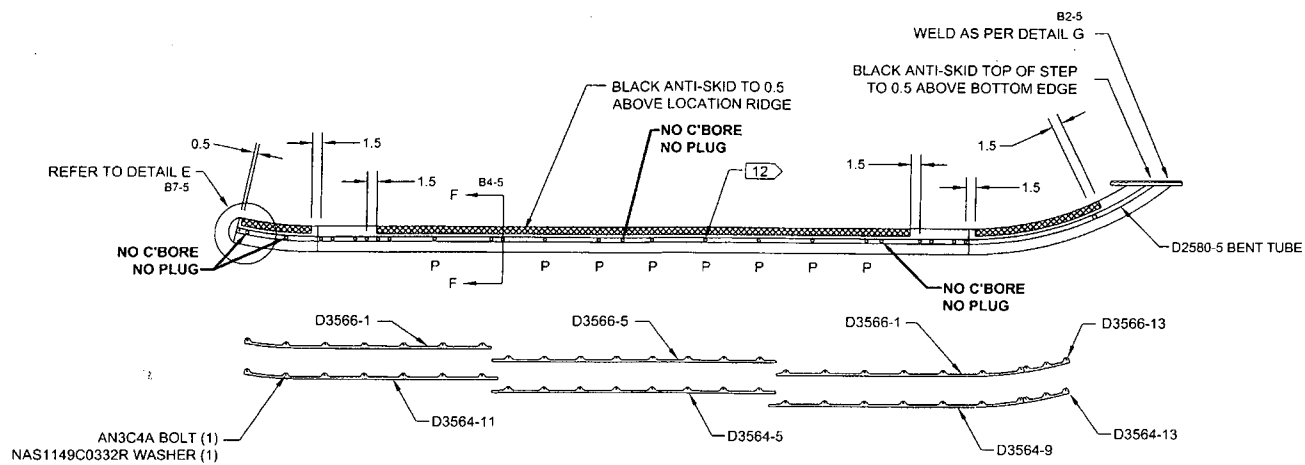 B2-5
WELD AS PER DETAIL G
BLACK ANTI-SKID TOP OF STEP
TO 0.5 ABOVE BOTTOM EDGE
BLACK ANTI-SKID TO 0.5
ABOVE LOCATION RIDGE
NO C'BORE
NO PLUG
12
0.5
1.5
1.5
1.5
1.5
1.5
REFER TO DETAIL E
B7-5
F
B4-5
NO C'BORE
NO PLUG
D2580-5 BENT TUBE
P P P P P P P P
F
NO C'BORE
NO PLUG
D3566-1
D3566-5
D3566-1
D3566-13
D3564-11
D3564-5
D3564-9
D3564-13
AN3C4A BOLT (1)
NAS1149C0332R WASHER (1)